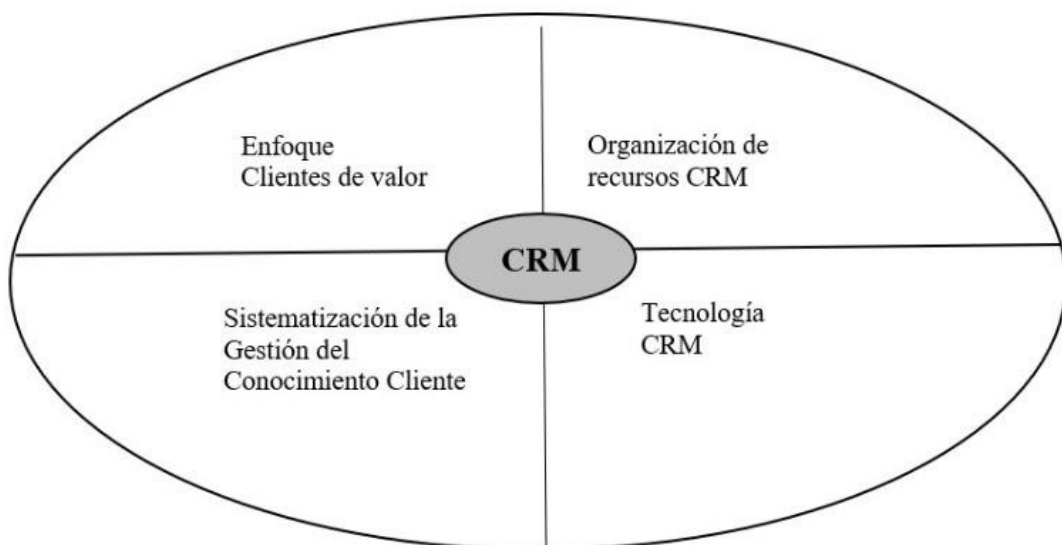 Enfoque
Clientes de valor
Organización de
recursos CRM
CRM
Sistematización de la
Gestión del
Conocimiento Cliente
Tecnología
CRM